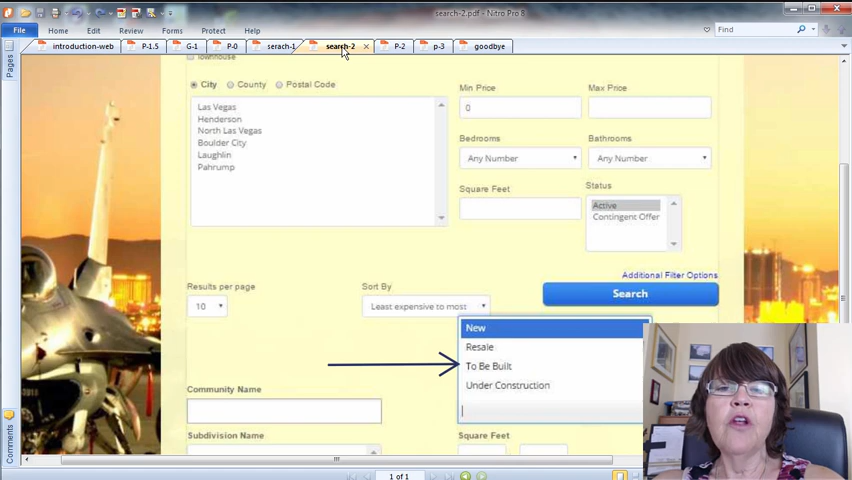 search-2.pdf - Nitro Pro 8
File Home Edit Review Forms Protect Help Find
introduction-web P-1.5 G-1 P-0 serach-1 search-2 P-2 p-3 goodbye
Pages
Townhouse
City County Postal Code
Min Price Max Price
0
Las Vegas
Henderson
North Las Vegas
Boulder City
Laughlin
Pahrump
Bedrooms Bathrooms
Any Number Any Number
Square Feet Status
Active
Contingent Offer
Additional Filter Options
Results per page Sort By
10 Least expensive to most Search
New
Resale
To Be Built
Under Construction
Community Name
Subdivision Name Square Feet
Comments
1 of 1